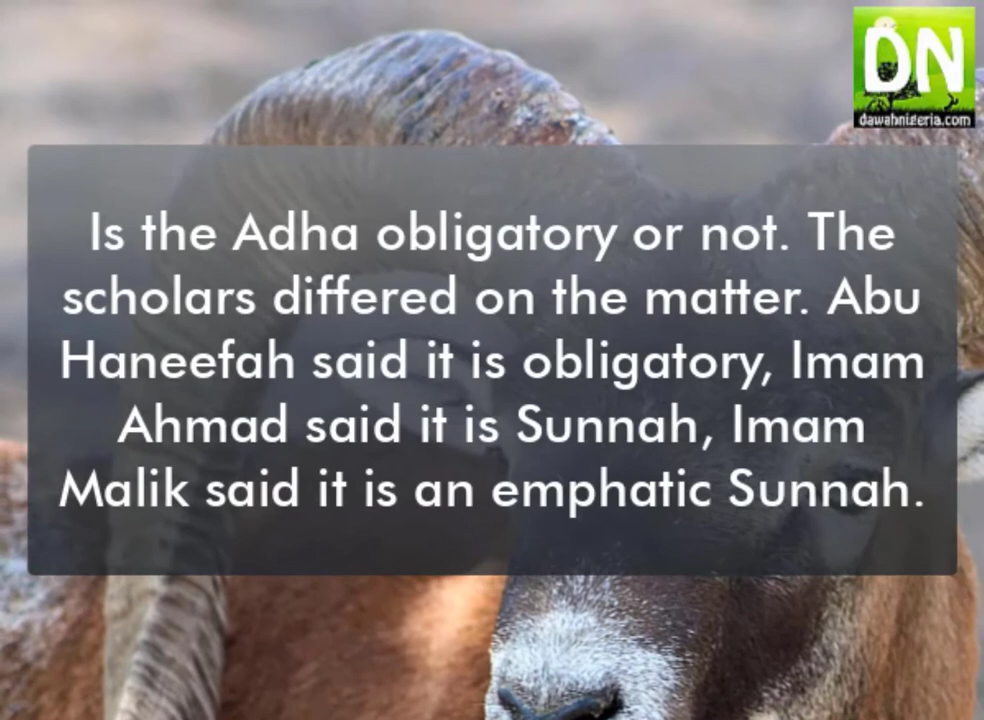 DN
dawahnigeria.com
Is the Adha obligatory or not. The
scholars differed on the matter. Abu
Haneefah said it is obligatory, Imam
Ahmad said it is Sunnah, Imam
Malik said it is an emphatic Sunnah.